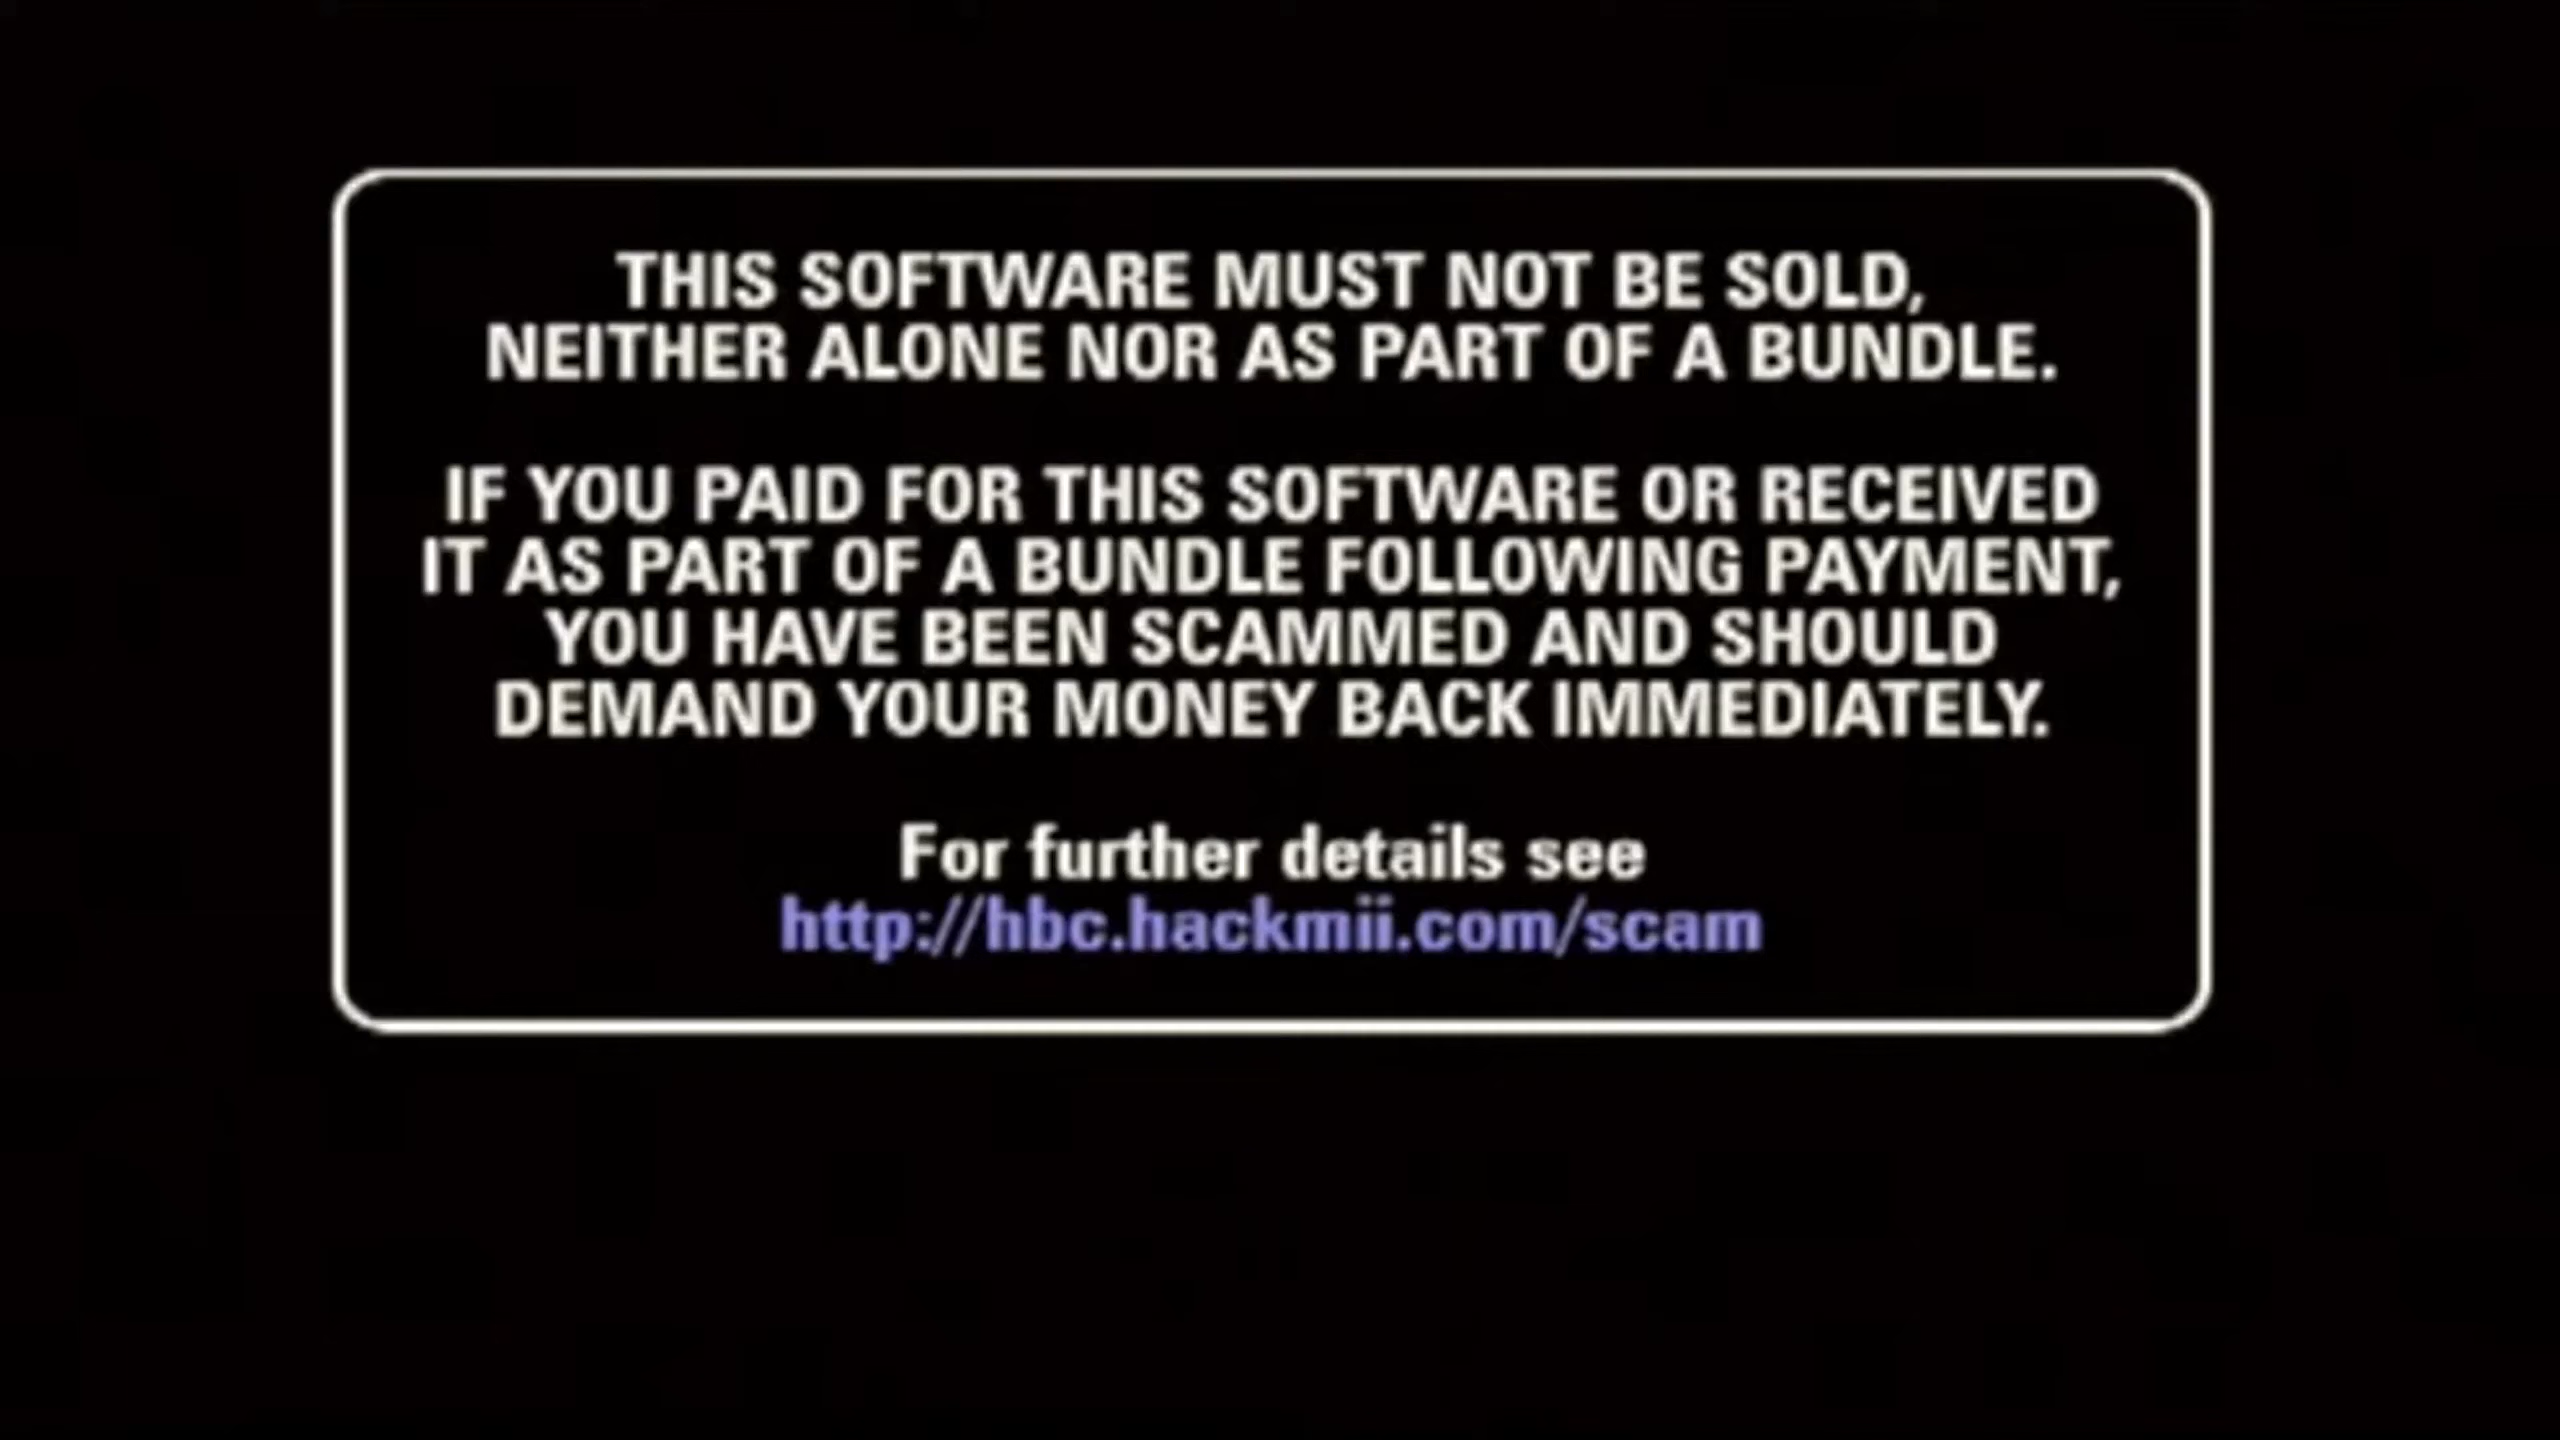 THIS SOFTWARE MUST NOT BE SOLD,
NEITHER ALONE NOR AS PART OF A BUNDLE.
IF YOU PAID FOR THIS SOFTWARE OR RECEIVED
IT AS PART OF A BUNDLE FOLLOWING PAYMENT,
YOU HAVE BEEN SCAMMED AND SHOULD
DEMAND YOUR MONEY BACK IMMEDIATELY.
For further details see
http://hbc.hackmii.com/scam